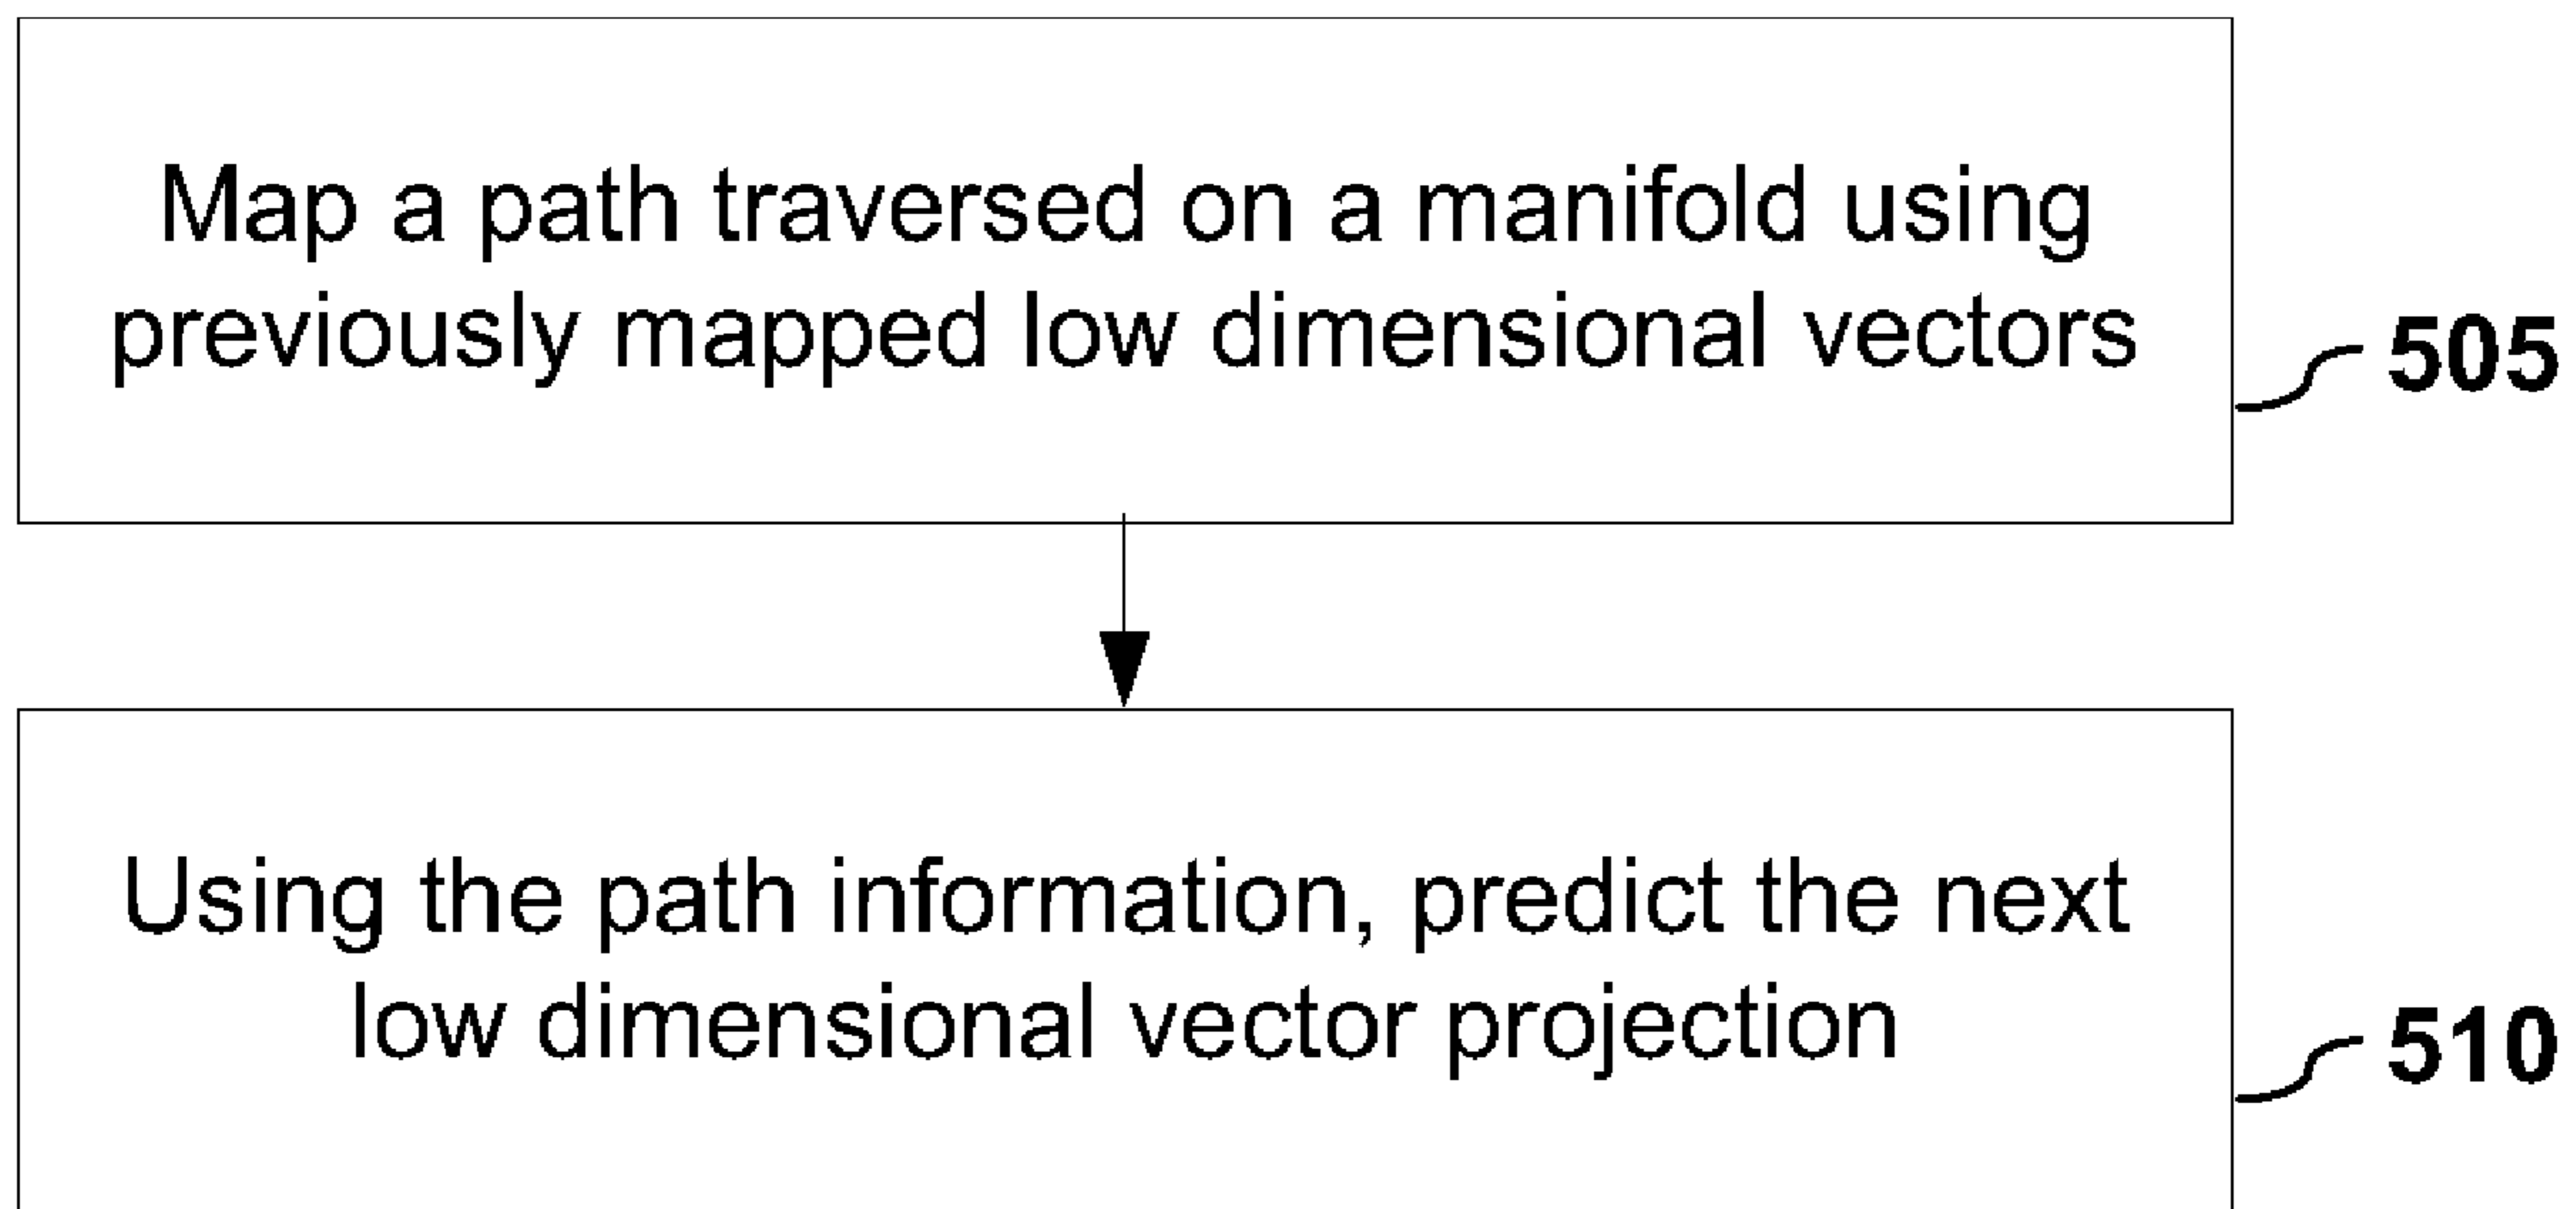 Map a path traversed on a manifold using
previously mapped low dimensional vectors
505
Using the path information, predict the next
low dimensional vector projection
510